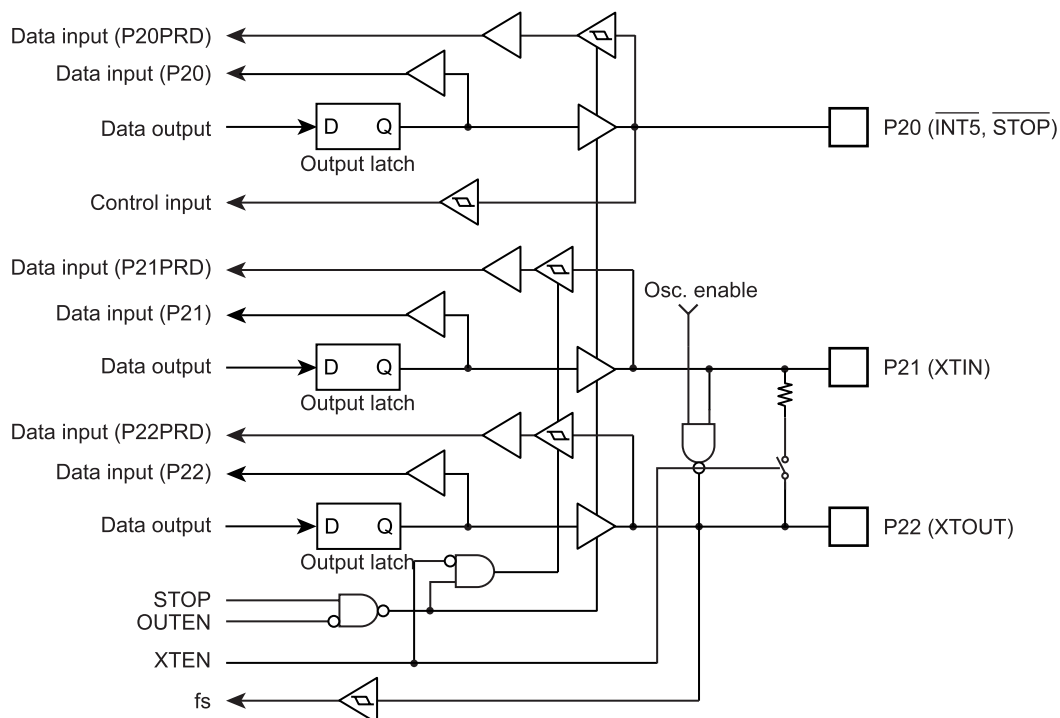 Data input (P20PRD)
Data input (P20)
Data output
D Q
Output latch
P20 (INT5, STOP)
Control input
Data input (P21PRD)
Osc. enable
Data input (P21)
Data output
D Q
Output latch
P21 (XTIN)
Data input (P22PRD)
Data input (P22)
Data output
D Q
Output latch
P22 (XTOUT)
STOP
OUTEN
XTEN
fs